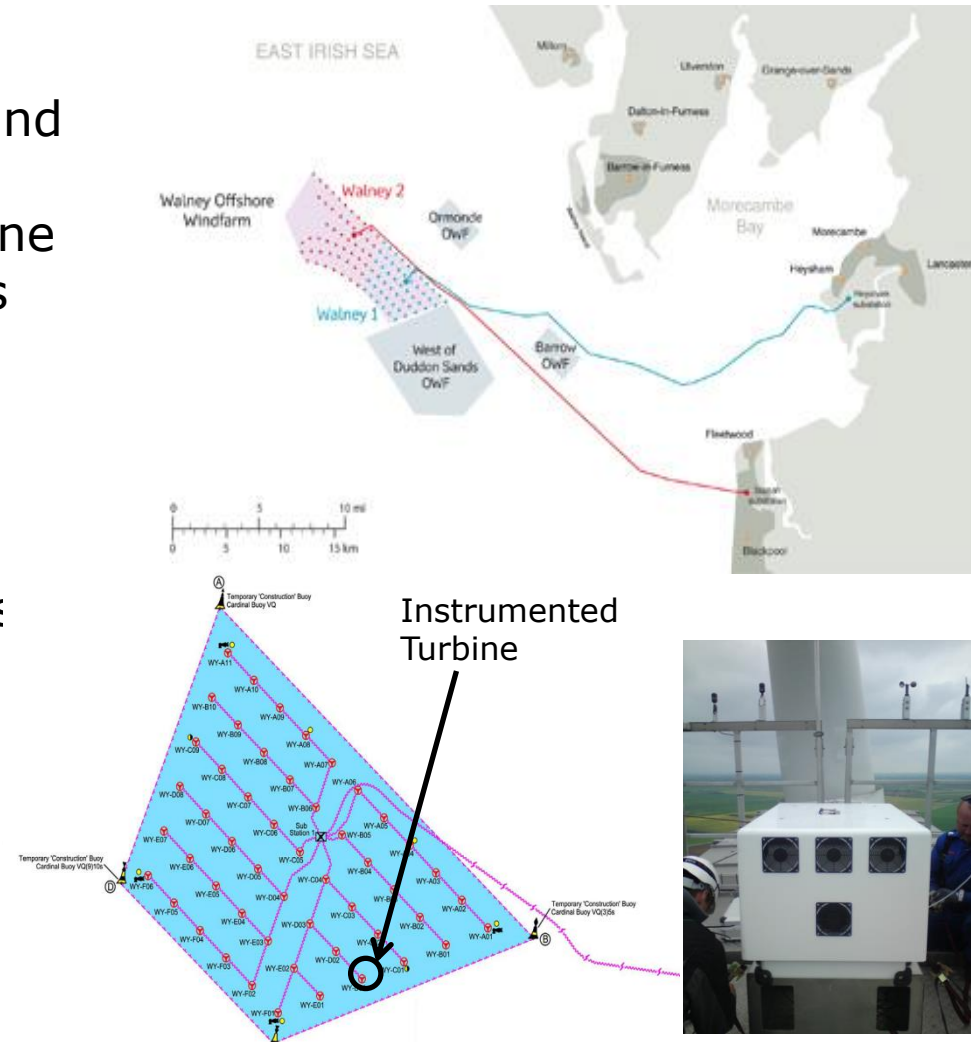 nd
ne
s
EAST IRISH SEA
Millom
Ulverston
Grange-over-Sands
Dalton-in-Furness
Barrow-in-Furness
Walney Offshore
Windfarm
Walney 2
Ormonde
OWF
Morecambe
Bay
Morecambe
Lancaster
Heysham
Heysham
substation
Walney 1
West of
Duddon Sands
OWF
Barrow
OWF
Fleetwood
substation
Blackpool
0 5 10 mi
0 5 10 15 km
Instrumented
Turbine
A
Temporary 'Construction' Buoy
Cardinal Buoy VQ
WY-A11
WY-A10
WY-B10
WY-A09
WY-B09
WY-A08
WY-C09
WY-B08
WY-A07
WY-C08
WY-B07
WY-A06
WY-D08
WY-C07
WY-B06
WY-D07
WY-C06
Sub
Station 1
WY-A05
WY-E07
WY-D06
WY-C05
WY-B05
WY-E06
WY-D05
WY-C04
WY-B04
WY-A03
Temporary 'Construction' Buoy
Cardinal Buoy VQ(9)10s
D
WY-F06
WY-E05
WY-D04
WY-C03
WY-A02
WY-F05
WY-E04
WY-D03
WY-B02
WY-A01
Temporary 'Construction' Buoy
Cardinal Buoy VQ(3)5s
B
WY-F04
WY-E03
WY-D02
WY-B01
WY-F03
WY-E02
WY-C01
WY-F02
WY-E01
WY-F01